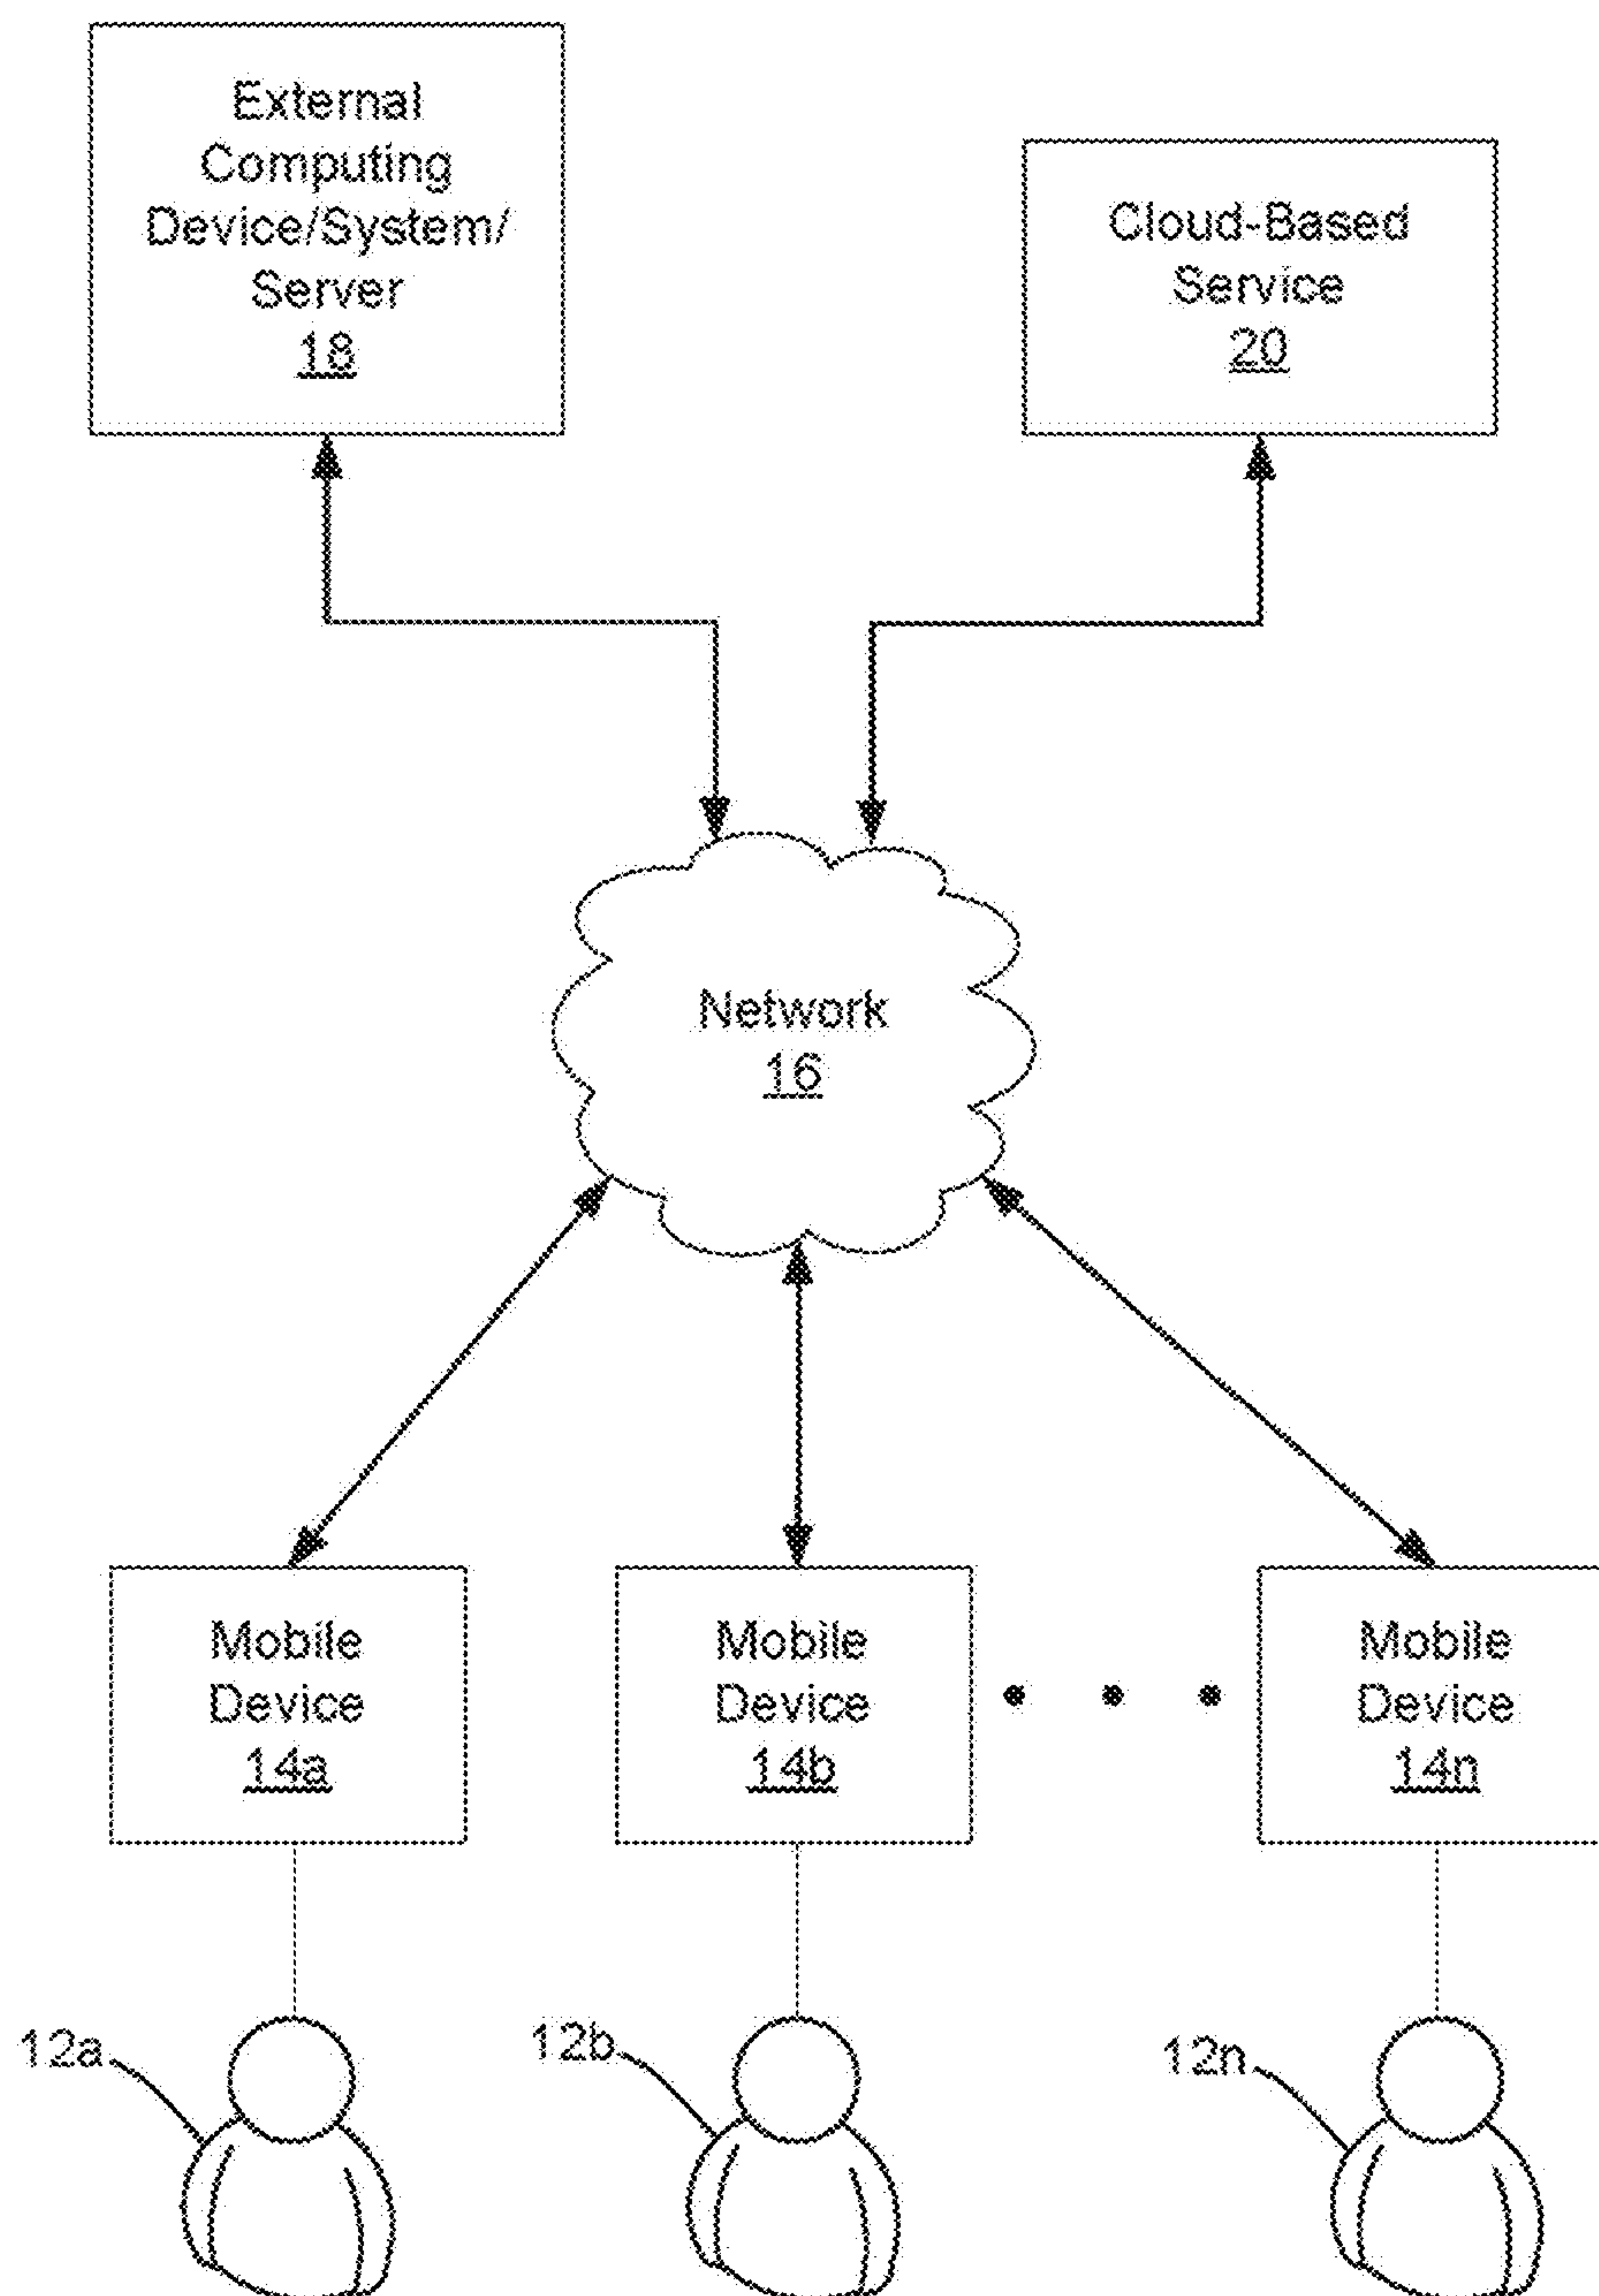 External
Computing
Device/System/
Server
18
Cloud-Based
Service
20
Network
16
Mobile
Device
14a
Mobile
Device
14b
Mobile
Device
14n
12a
12b
12n